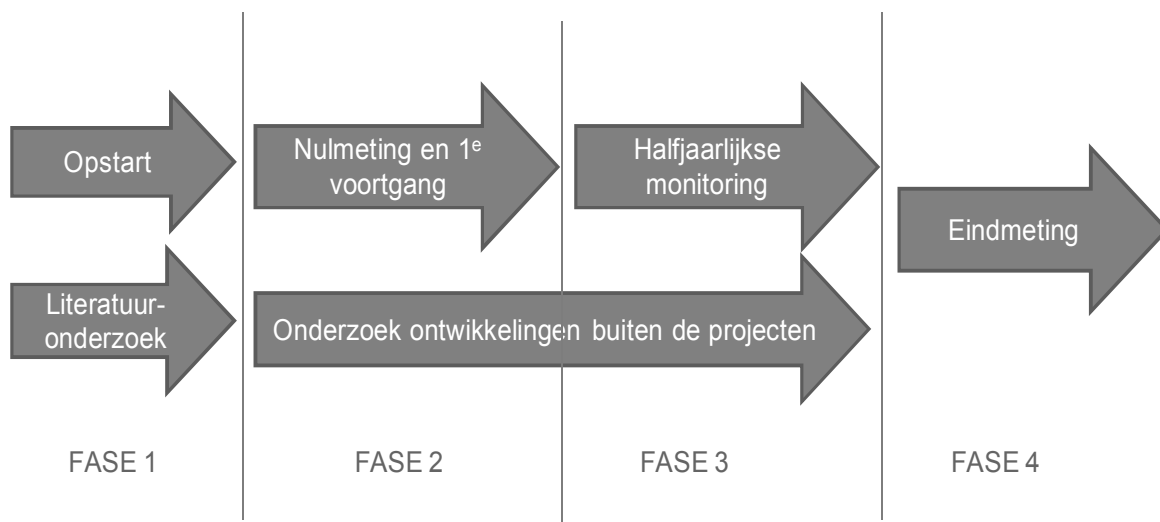 Opstart
Nulmeting en 1e
voortgang
Halfjaarlijkse
monitoring
Eindmeting
Literatuur-
onderzoek
Onderzoek ontwikkelingen buiten de projecten
FASE 1
FASE 2
FASE 3
FASE 4